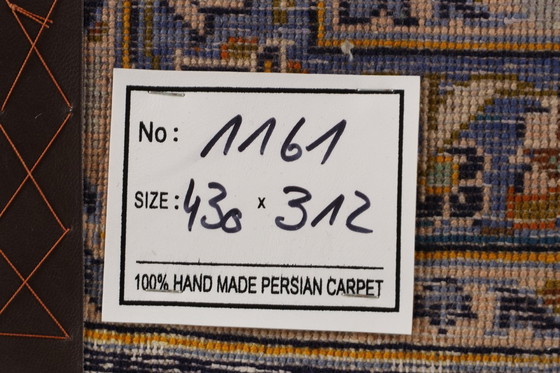 No: 1161
SIZE: 430 x 312
100% HAND MADE PERSIAN CARPET